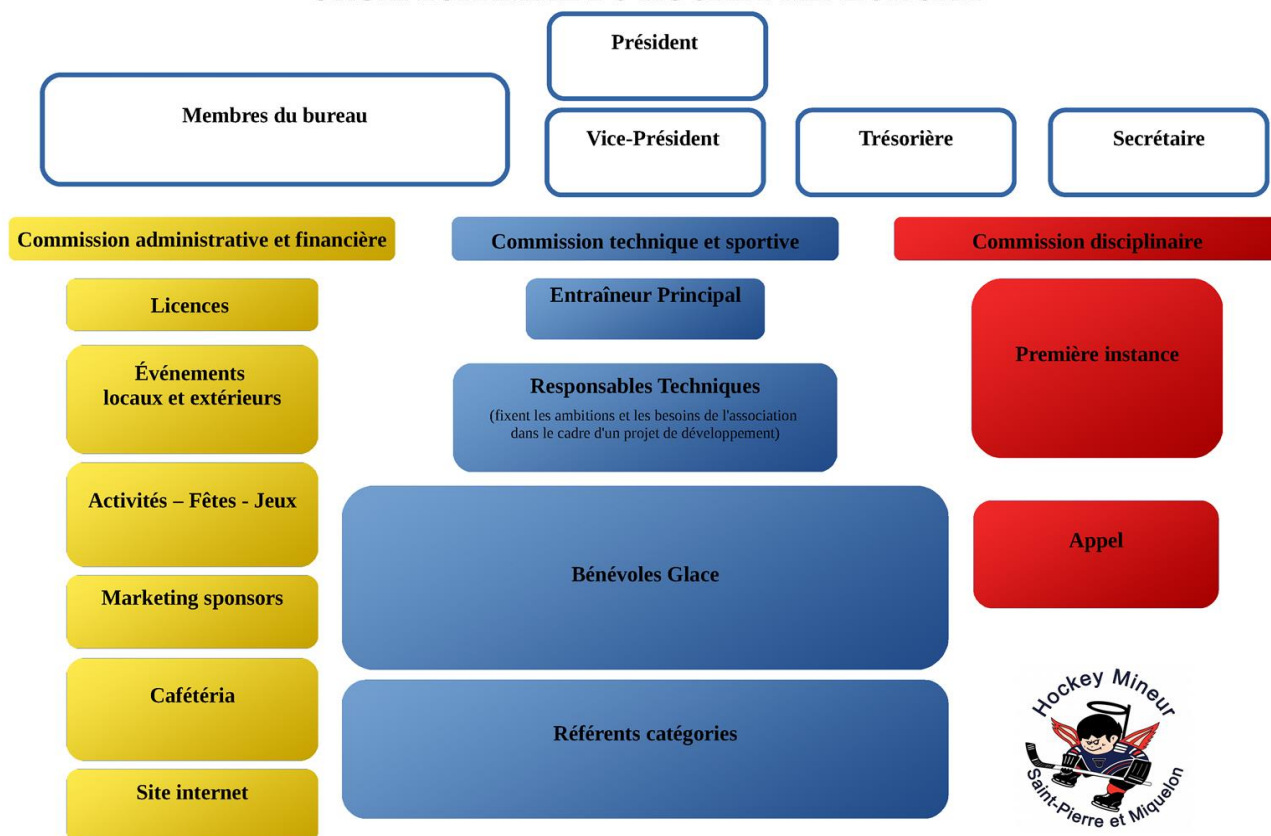 Président
Membres du bureau
Vice-Président
Trésorière
Secrétaire
Commission administrative et financière
Commission technique et sportive
Commission disciplinaire
Licences
Événements
locaux et extérieurs
Activités – Fêtes - Jeux
Marketing sponsors
Cafétéria
Site internet
Entraîneur Principal
Responsables Techniques
(fixent les ambitions et les besoins de l'association
dans le cadre d'un projet de développement)
Bénévoles Glace
Référents catégories
Première instance
Appel
Hockey Mineur
Saint-Pierre et Miquelon